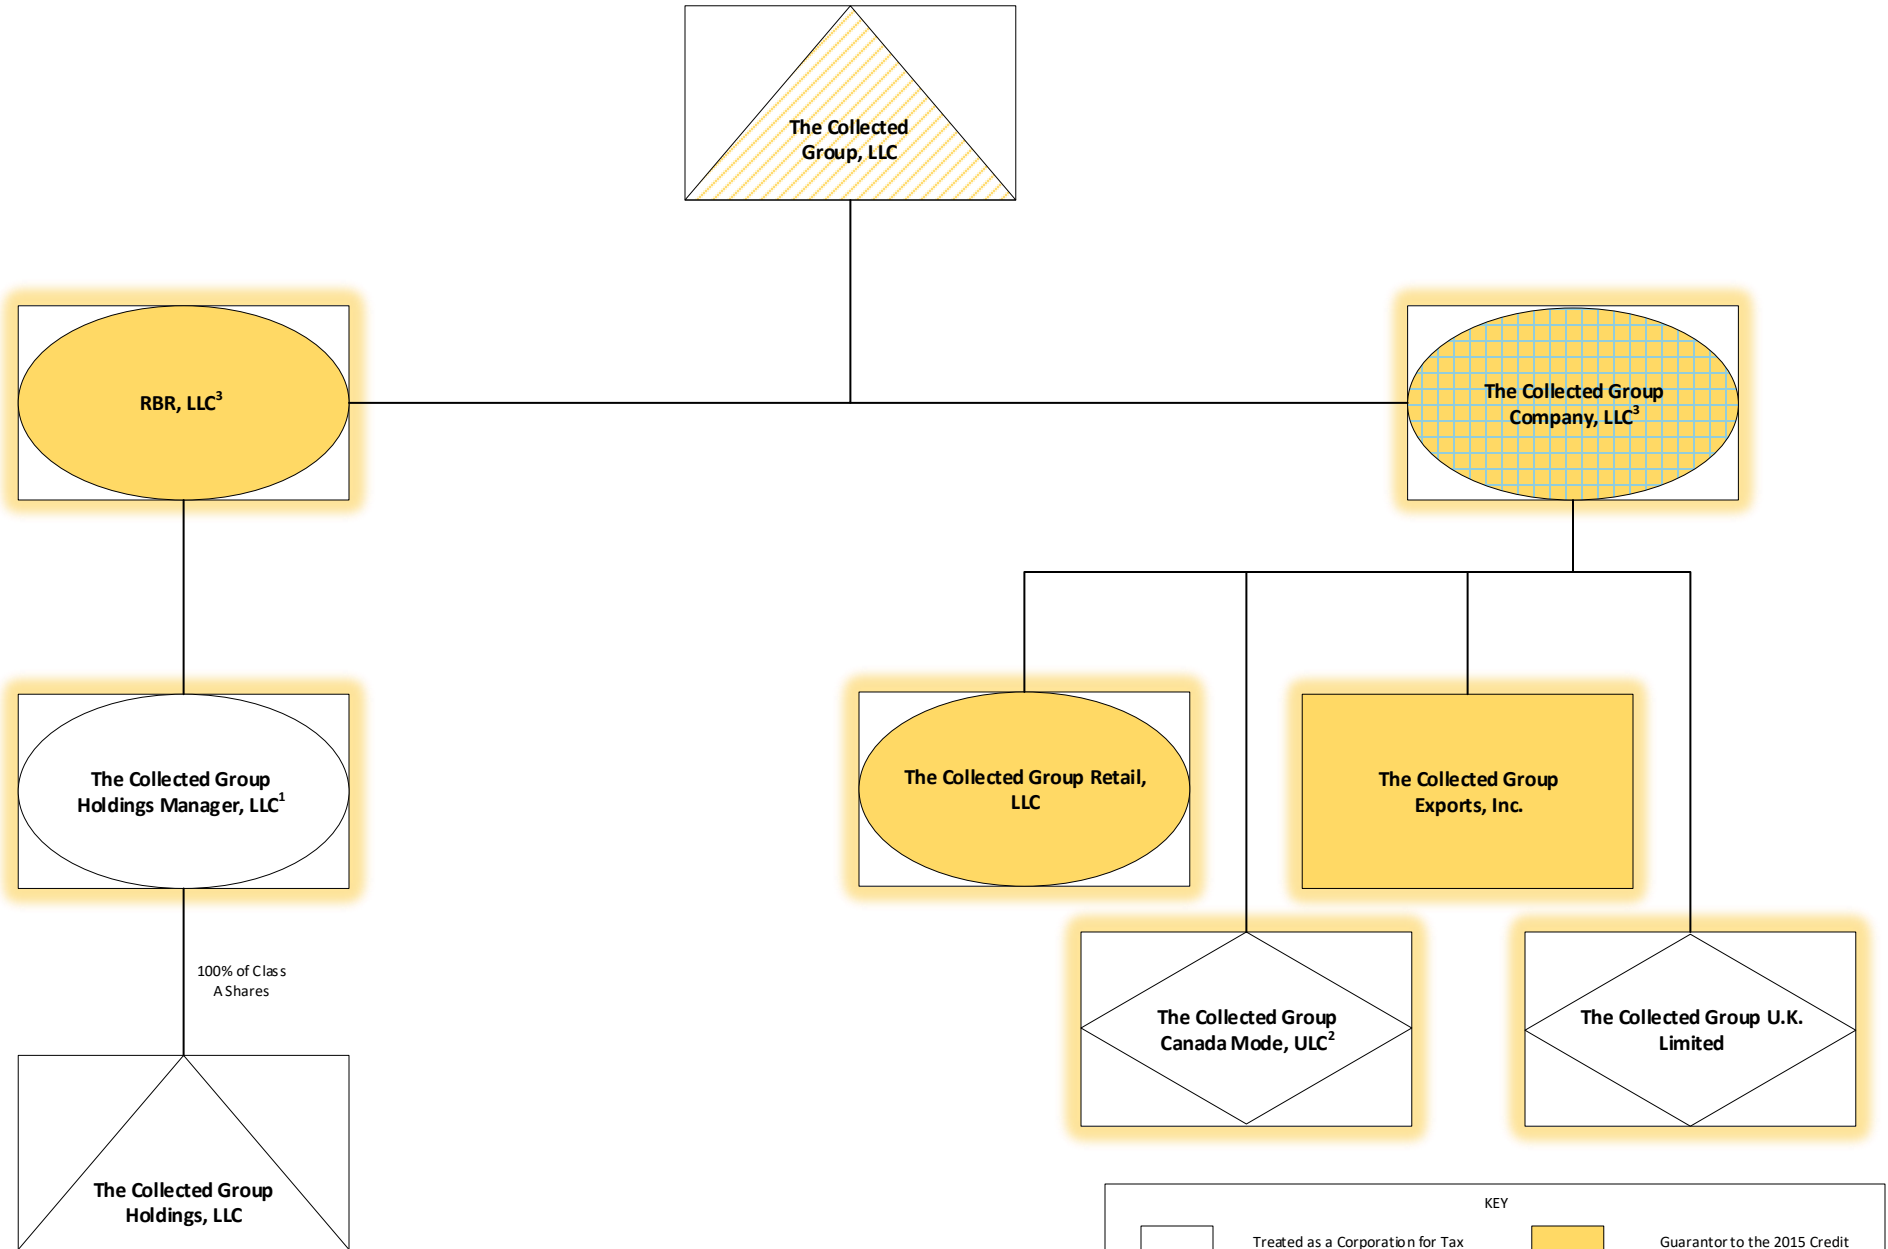 The Collected
Group, LLC
RBR, LLC³
The Collected Group
Company, LLC³
The Collected Group
Holdings Manager, LLC¹
The Collected Group Retail,
LLC
The Collected Group
Exports, Inc.
100% of Class
A Shares
The Collected Group
Canada Mode, ULC²
The Collected Group U.K.
Limited
The Collected Group
Holdings, LLC
KEY
Treated as a Corporation for Tax
Guarantor to the 2015 Credit